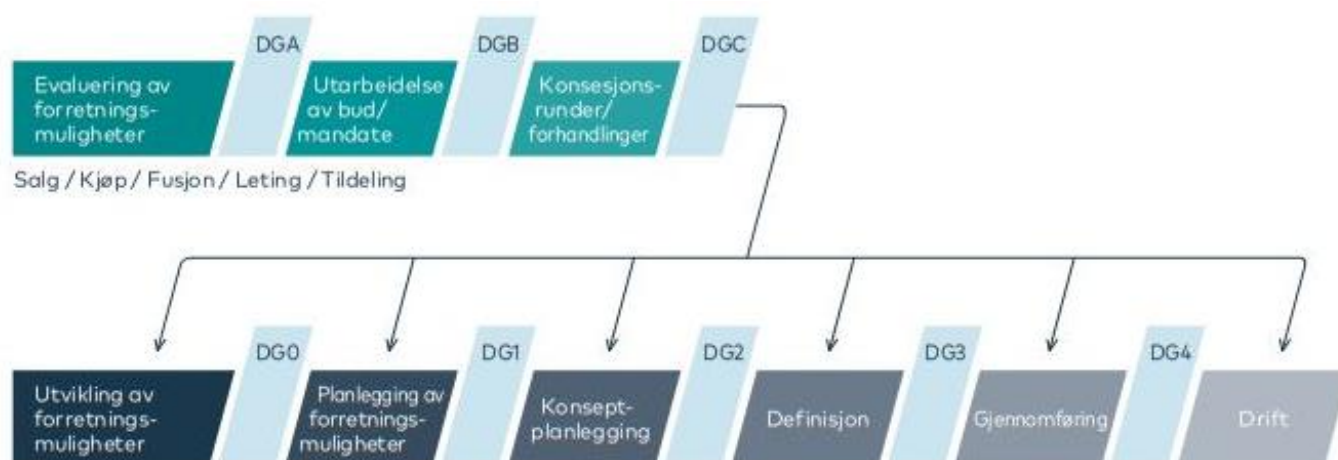 DGA
DGB
DGC
Evaluering av
forretnings-
muligheter
Utarbeidelse
av bud/
mandate
Konsesjons-
runder/
forhandlinger
Salg / Kjøp / Fusjon / Leting / Tildeling
DG0
DG1
DG2
DG3
DG4
Utvikling av
forretnings-
muligheter
Planlegging av
forretnings-
muligheter
Konsept-
planlegging
Definisjon
Gjennomføring
Drift